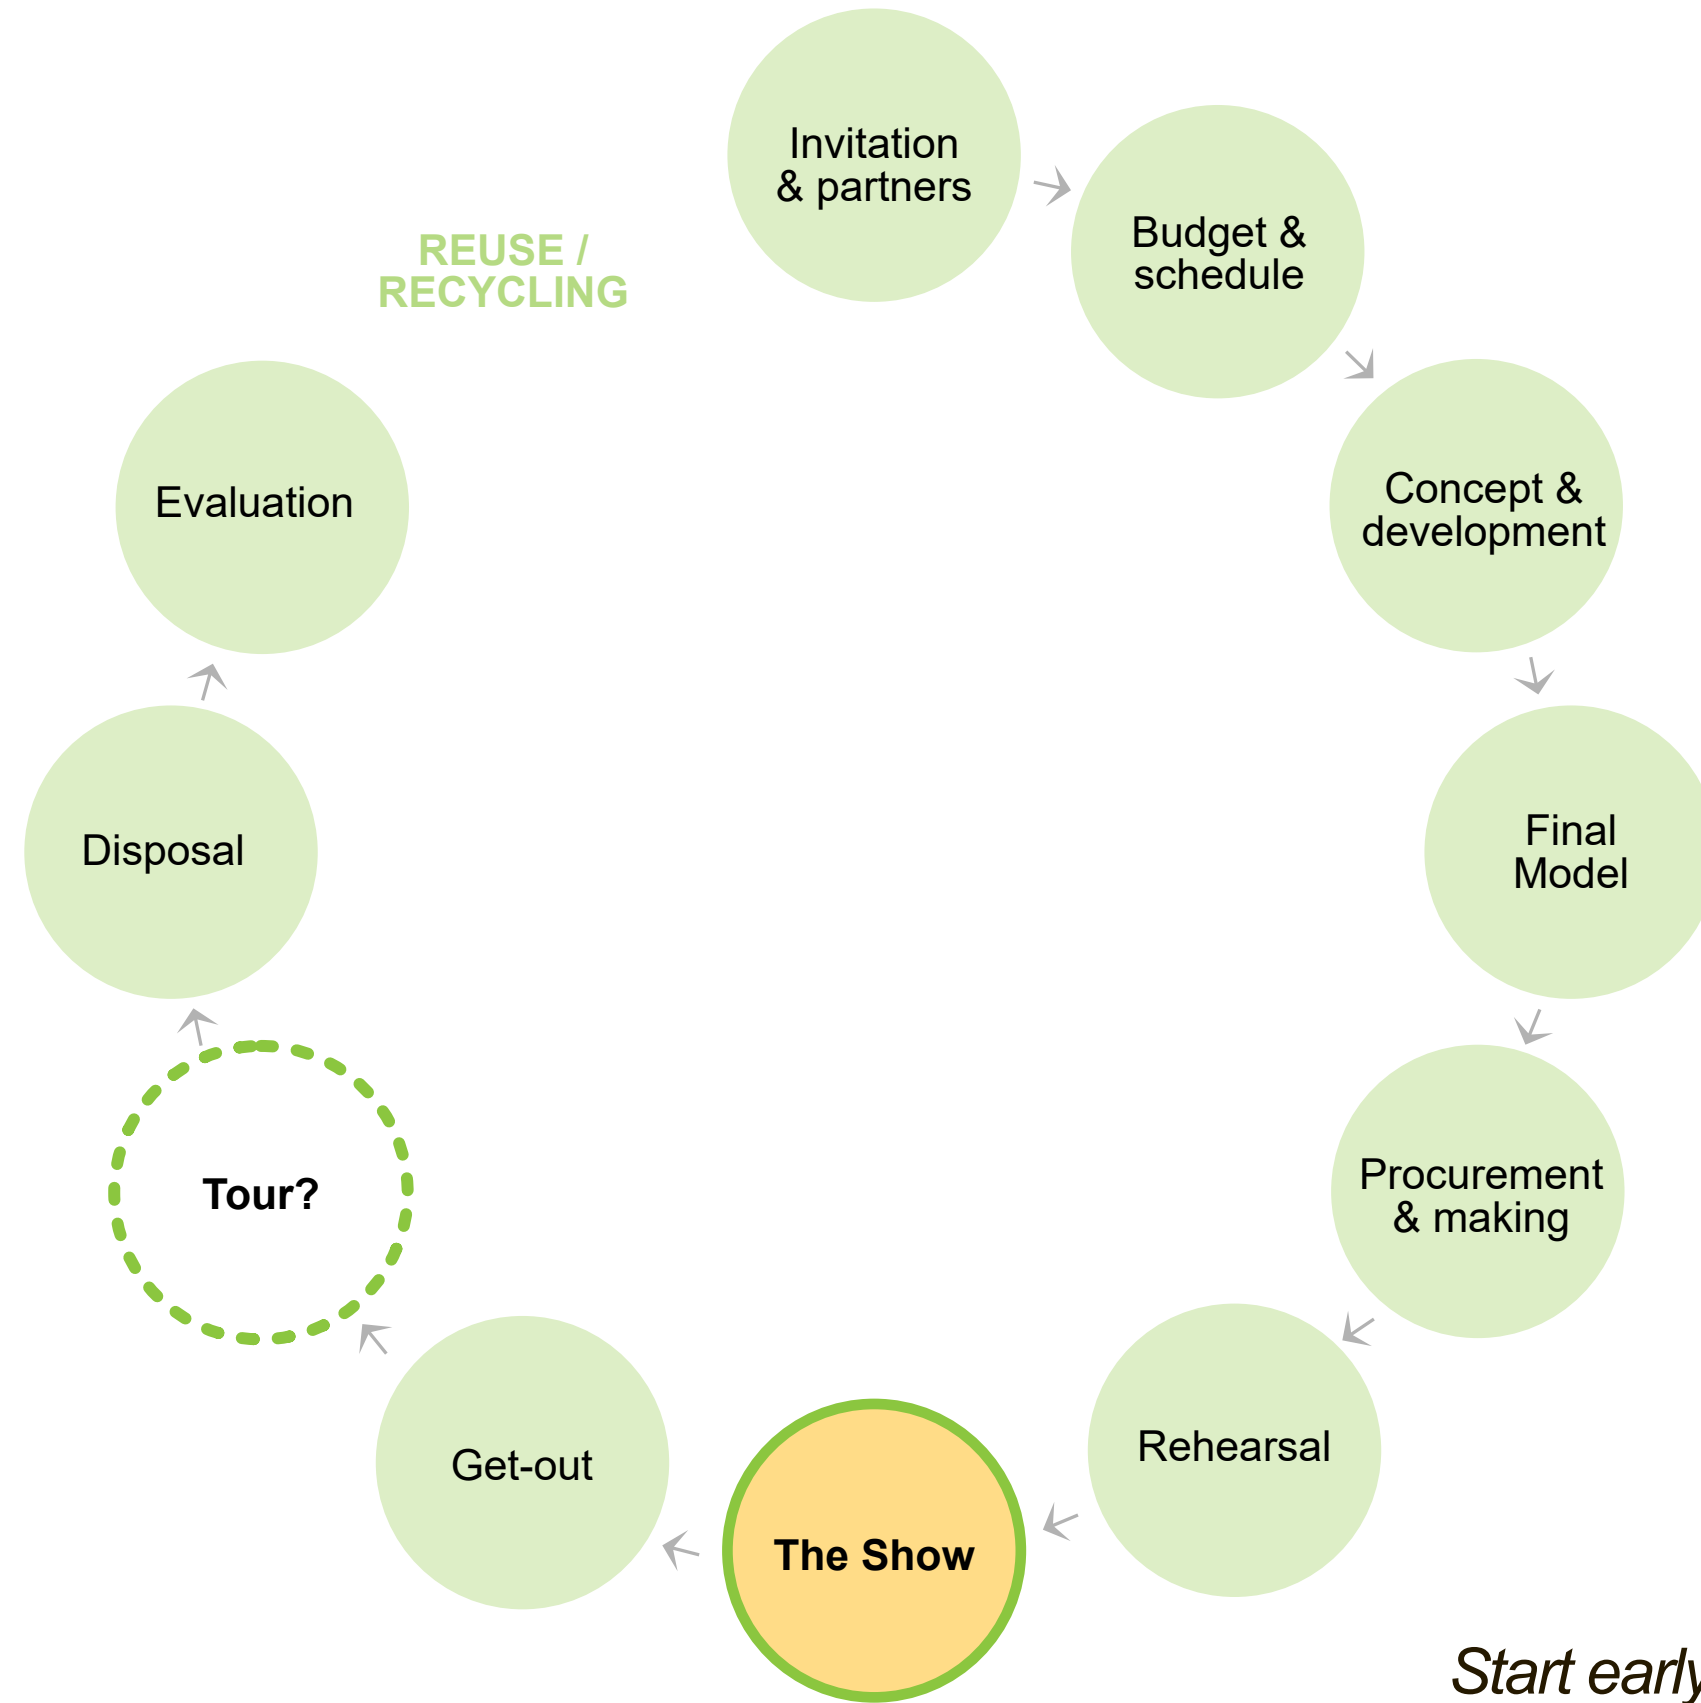 Invitation
& partners
Budget &
schedule
Concept &
development
Final
Model
Procurement
& making
Rehearsal
The Show
Get-out
Tour?
Disposal
Evaluation
REUSE /
RECYCLING
Start early